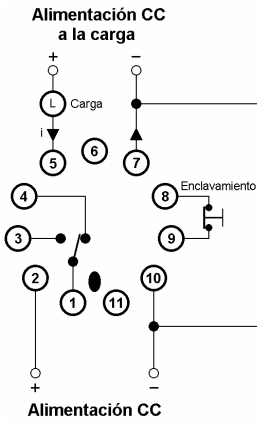 Alimentación CC
a la carga
+ −
L Carga
i
5 6 7
4 8 Enclavamiento
3 9
2 10
1 11
+ −
Alimentación CC